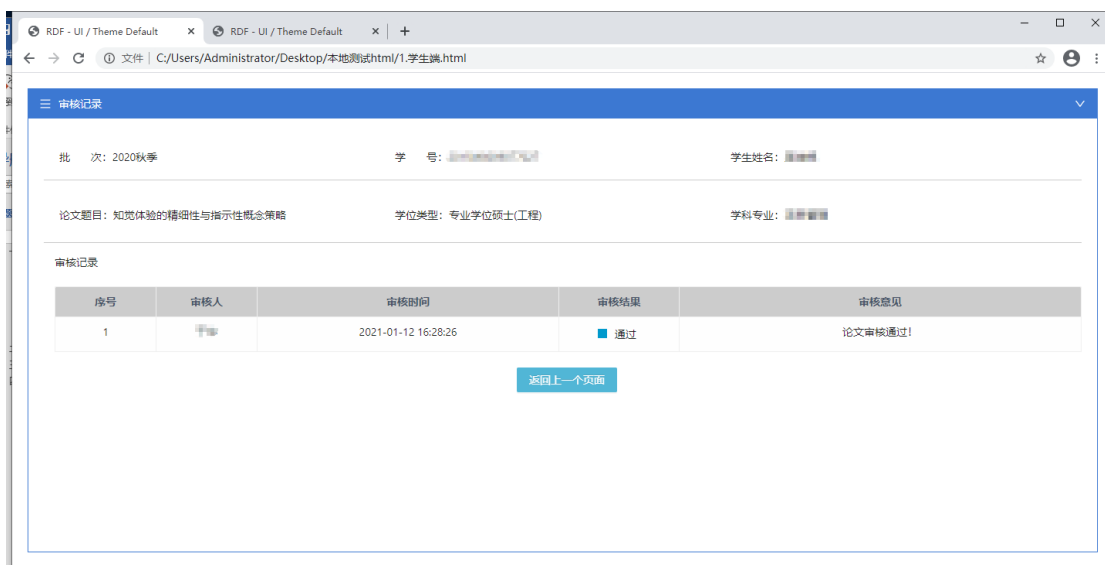 RDF - UI / Theme Default × RDF - UI / Theme Default × +
文件 | C:/Users/Administrator/Desktop/本地测试html/1.学生端.html
审核记录
批 次：2020秋季 学 号： 学生姓名：
论文题目：知觉体验的精细性与指示性概念策略 学位类型：专业学位硕士(工程) 学科专业：
审核记录
序号 审核人 审核时间 审核结果 审核意见
1 2021-01-12 16:28:26 通过 论文审核通过！
返回上一个页面